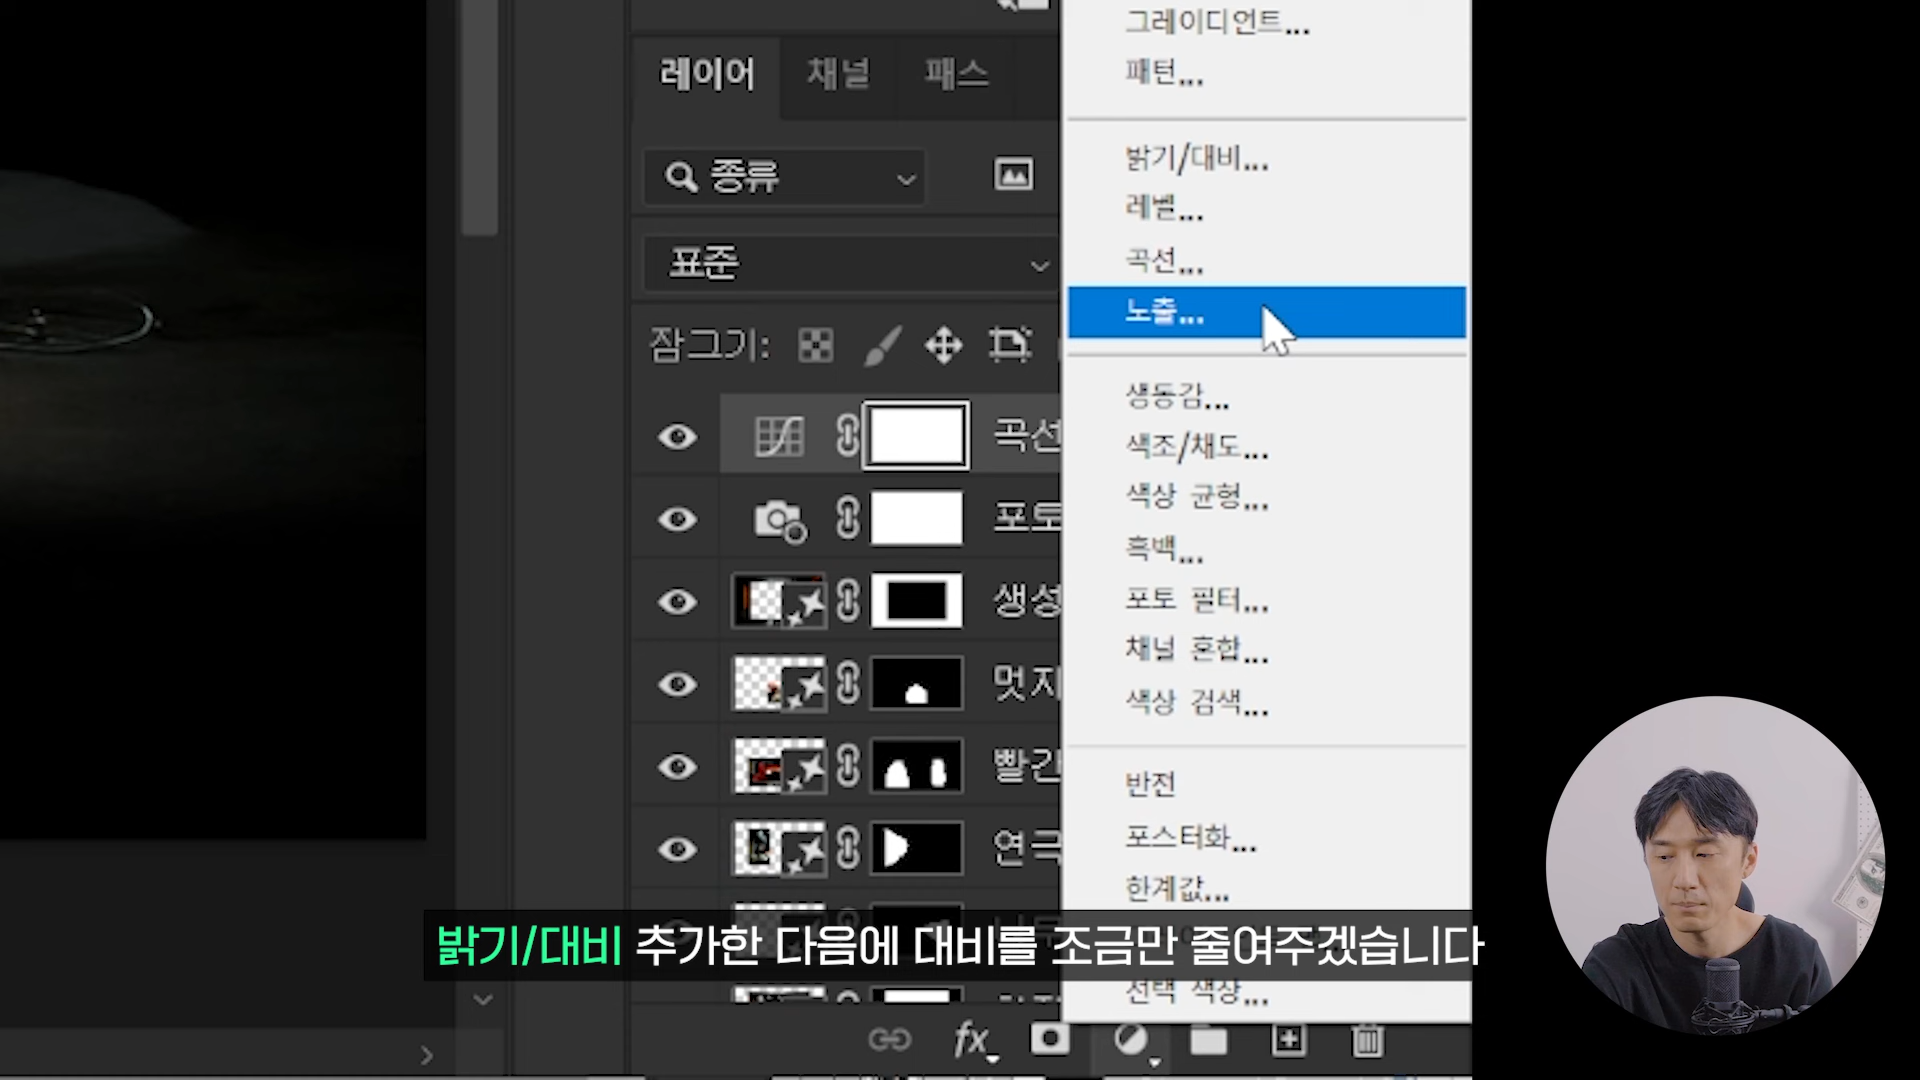 레이어 채널 패스
종류
표준
잠그기:
곡선
포토
생성
멋지
빨간
연극
그레이디언트...
패턴...
밝기/대비...
레벨...
곡선...
노출...
생동감...
색조/채도...
색상 균형...
흑백...
포토 필터...
채널 혼합...
색상 검색...
반전
포스터화...
한계값...
선택 색상...
밝기/대비 추가한 다음에 대비를 조금만 줄여주겠습니다
fx